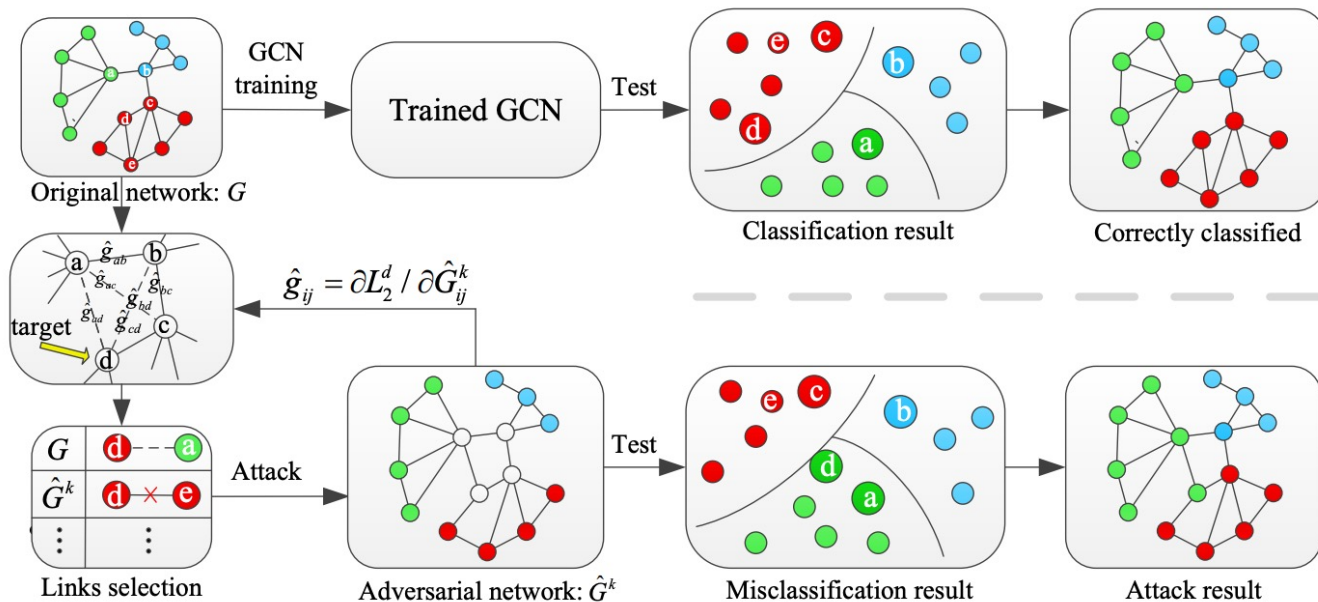 a
b
c
d
e
Original network: G
GCN
training
Trained GCN
Test
e
c
b
d
a
Classification result
Correctly classified
a
ĝ_ab
b
ĝ_ac
ĝ_bc
ĝ_ad
ĝ_bd
ĝ_cd
c
target
d
ĝ_ij = ∂L_2^d / ∂Ĝ_ij^k
G d a
Ĝ^k d × e
⋮ ⋮
Links selection
Attack
Adversarial network: Ĝ^k
Test
e
c
b
d
a
Misclassification result
Attack result